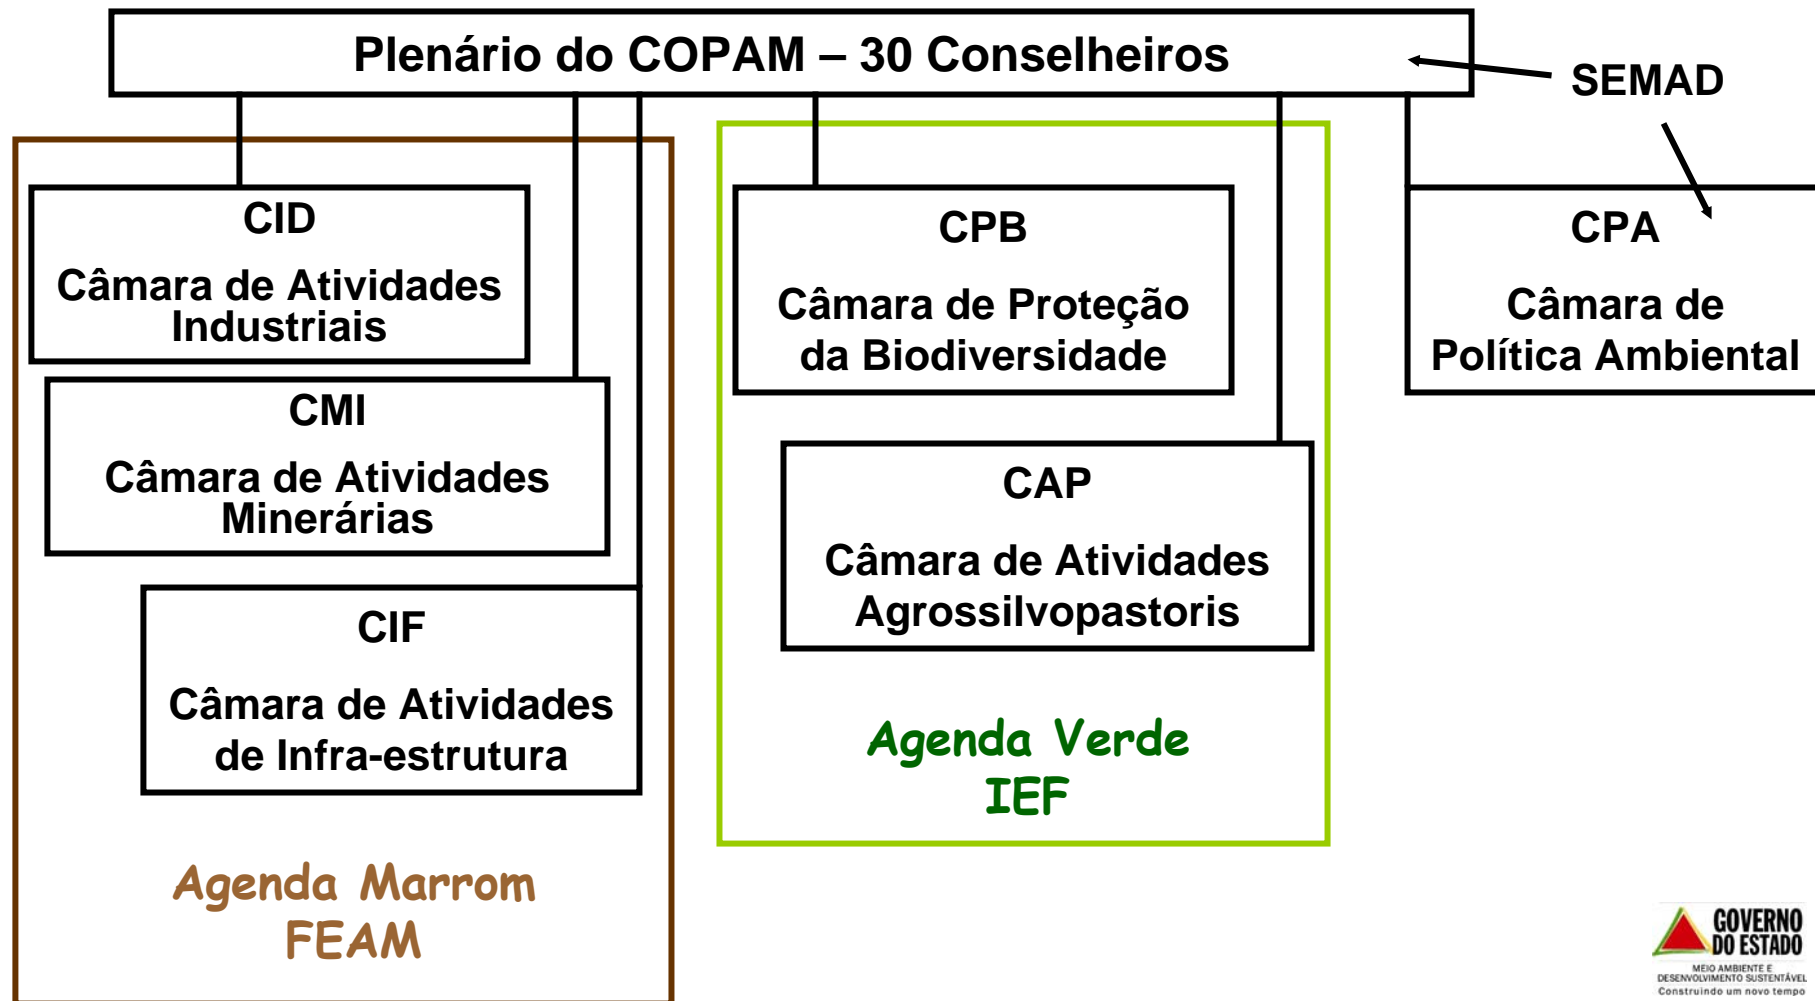 Plenário do COPAM – 30 Conselheiros
SEMAD
CID
Câmara de Atividades
Industriais
CMI
Câmara de Atividades
Minerárias
CIF
Câmara de Atividades
de Infra-estrutura
Agenda Marrom
FEAM
CPB
Câmara de Proteção
da Biodiversidade
CAP
Câmara de Atividades
Agrossilvopastoris
Agenda Verde
IEF
CPA
Câmara de
Política Ambiental
GOVERNO
DO ESTADO
MEIO AMBIENTE E
DESENVOLVIMENTO SUSTENTÁVEL
Construindo um novo tempo